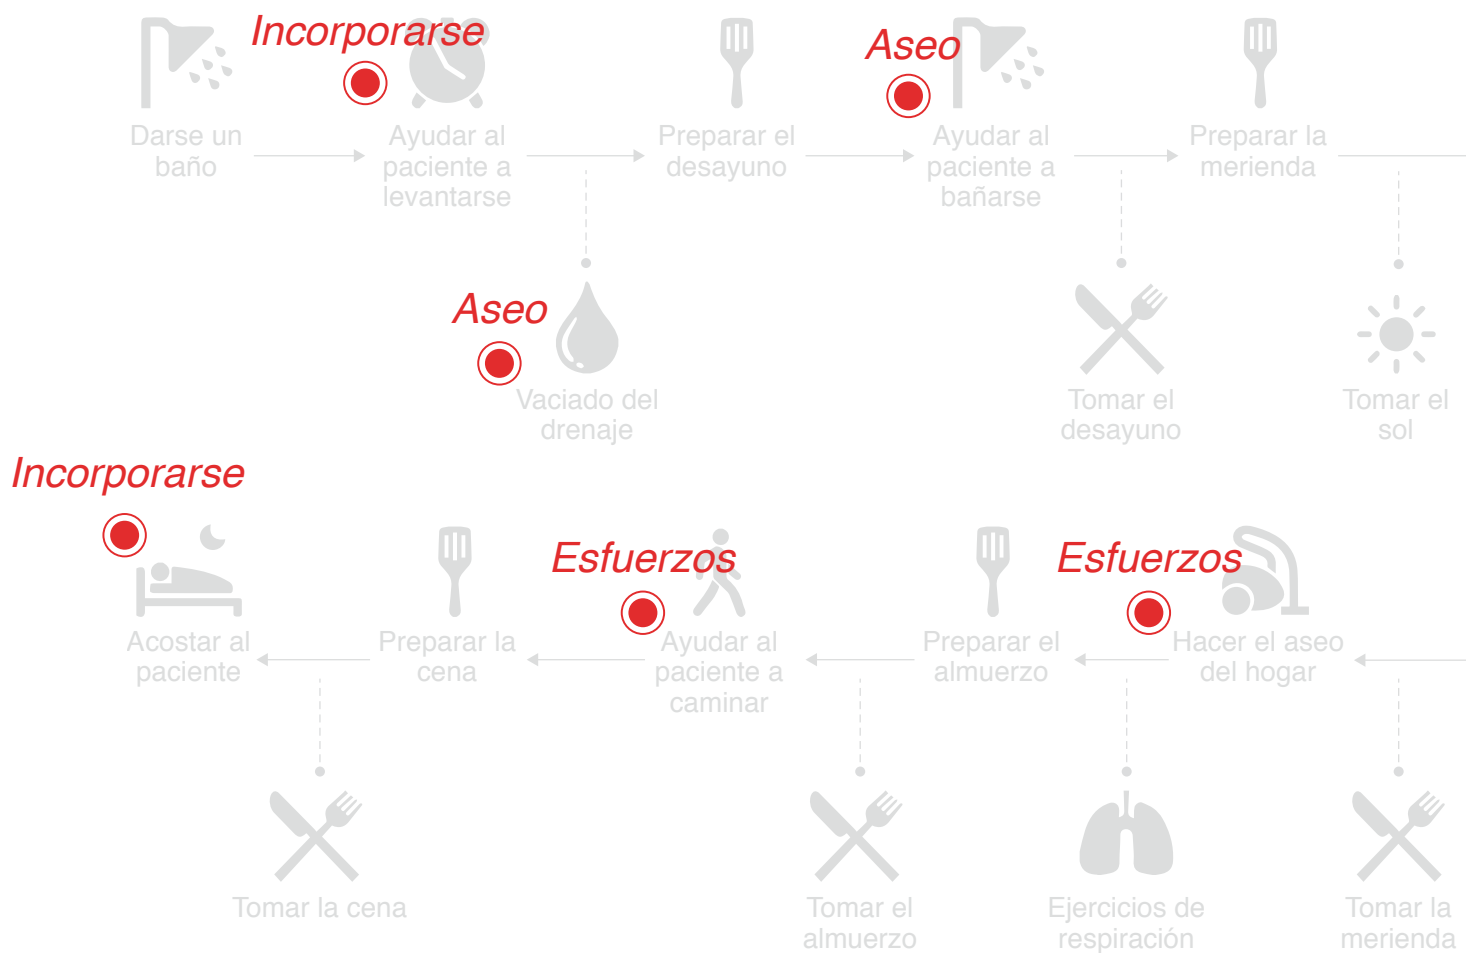 Incorporarse
Aseo
Darse un
baño
Ayudar al
paciente a
levantarse
Preparar el
desayuno
Ayudar al
paciente a
bañarse
Preparar la
merienda
Aseo
Vaciado del
drenaje
Tomar el
desayuno
Tomar el
sol
Incorporarse
Esfuerzos
Esfuerzos
Acostar al
paciente
Preparar la
cena
Ayudar al
paciente a
caminar
Preparar el
almuerzo
Hacer el aseo
del hogar
Tomar la cena
Tomar el
almuerzo
Ejercicios de
respiración
Tomar la
merienda